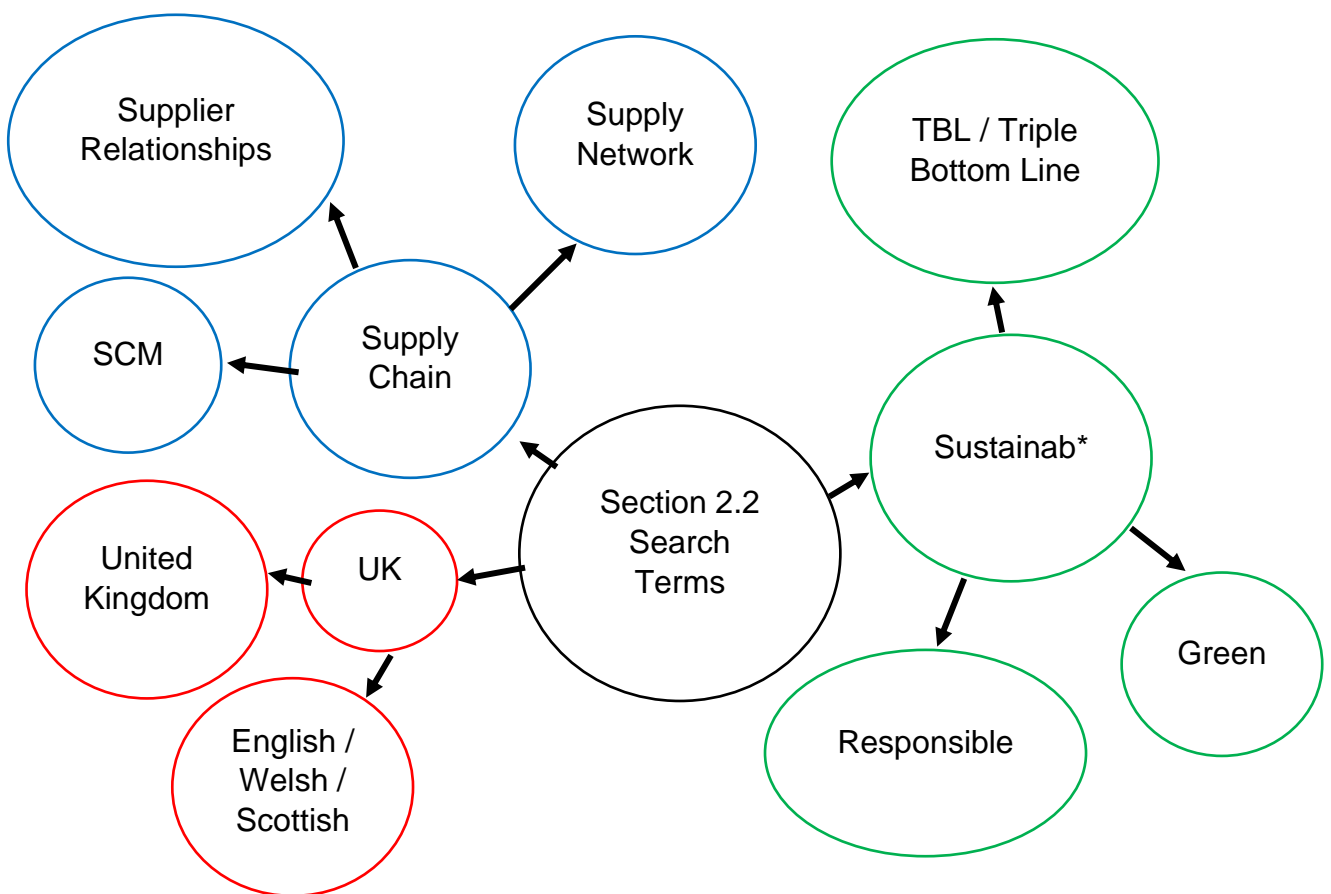 Supplier
Relationships
Supply
Network
TBL / Triple
Bottom Line
SCM
Supply
Chain
Sustainab*
Section 2.2
Search
Terms
United
Kingdom
UK
Green
English /
Welsh /
Scottish
Responsible